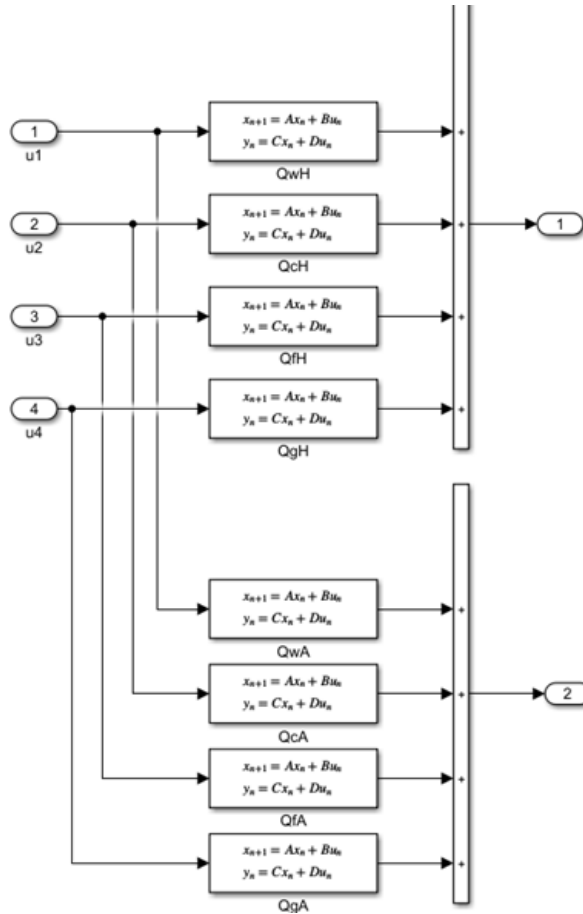 1
u1
x_{n+1} = Ax_n + Bu_n
y_n = Cx_n + Du_n
QwH
+
2
u2
x_{n+1} = Ax_n + Bu_n
y_n = Cx_n + Du_n
QcH
+
1
3
u3
x_{n+1} = Ax_n + Bu_n
y_n = Cx_n + Du_n
QfH
+
4
u4
x_{n+1} = Ax_n + Bu_n
y_n = Cx_n + Du_n
QgH
+
x_{n+1} = Ax_n + Bu_n
y_n = Cx_n + Du_n
QwA
+
x_{n+1} = Ax_n + Bu_n
y_n = Cx_n + Du_n
QcA
+
2
x_{n+1} = Ax_n + Bu_n
y_n = Cx_n + Du_n
QfA
+
x_{n+1} = Ax_n + Bu_n
y_n = Cx_n + Du_n
QgA
+